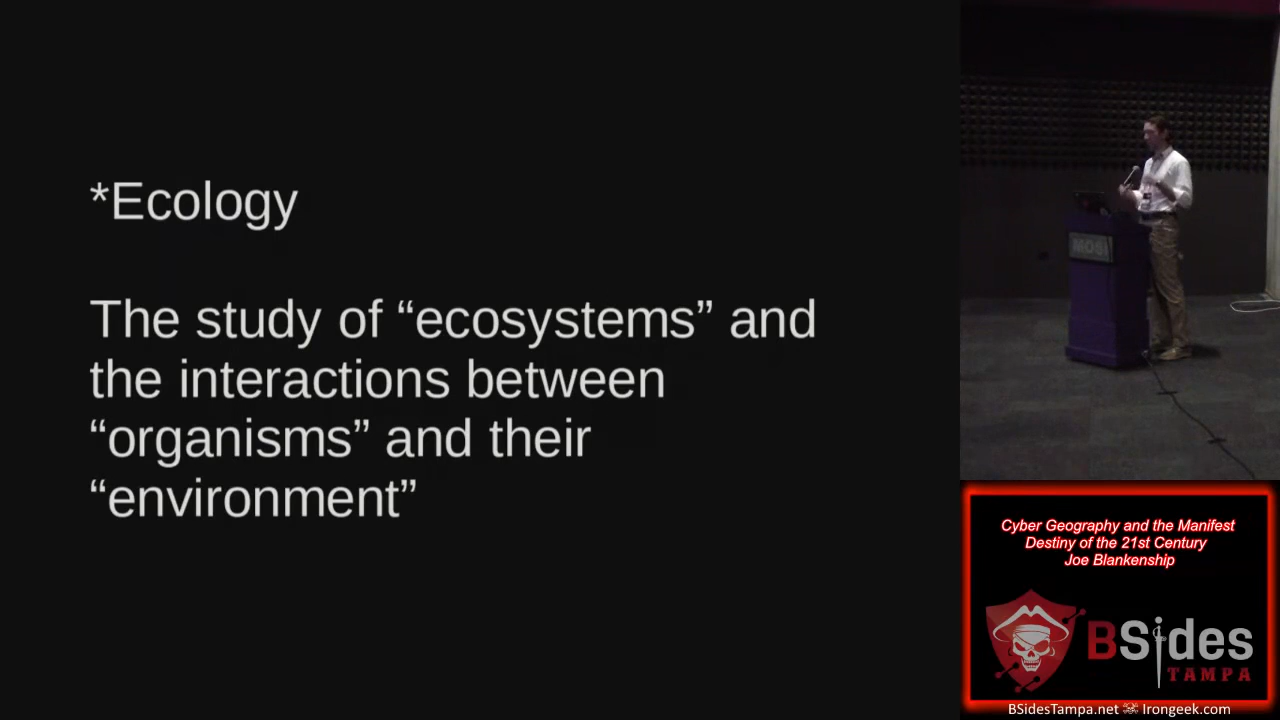 *Ecology
The study of “ecosystems” and
the interactions between
“organisms” and their
“environment”
MOSI
Cyber Geography and the Manifest
Destiny of the 21st Century
Joe Blankenship
BSides
TAMPA
BSidesTampa.net Irongeek.com